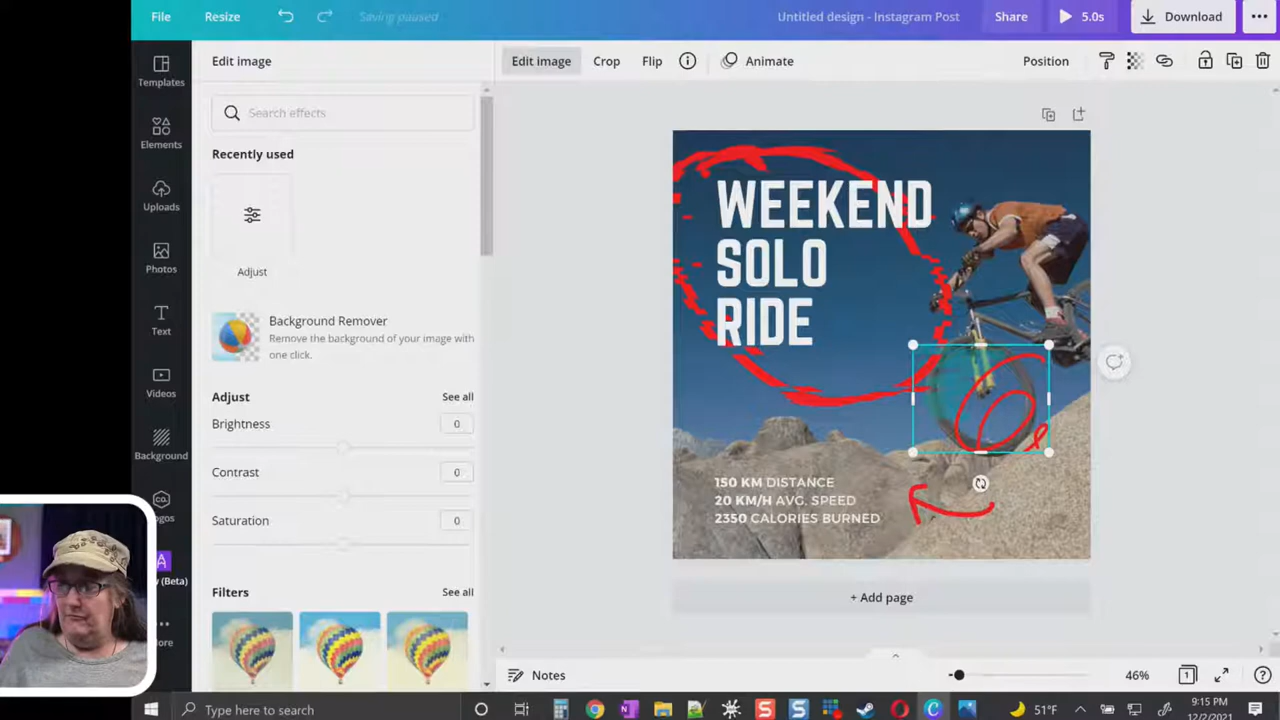 File
Resize
Saving paused
Untitled design - Instagram Post
Share
5.0s
Download
Templates
Elements
Uploads
Photos
Text
Videos
Background
ogos
w (Beta)
ore
Edit image
Search effects
Recently used
Adjust
Background Remover
Remove the background of your image with
one click.
Adjust
See all
Brightness
0
Contrast
0
Saturation
0
Filters
See all
Edit image
Crop
Flip
Animate
Position
WEEKEND
SOLO
RIDE
150 KM DISTANCE
20 KM/H AVG. SPEED
2350 CALORIES BURNED
+ Add page
Notes
46%
1
Type here to search
51°F
9:15 PM
12/2/2021